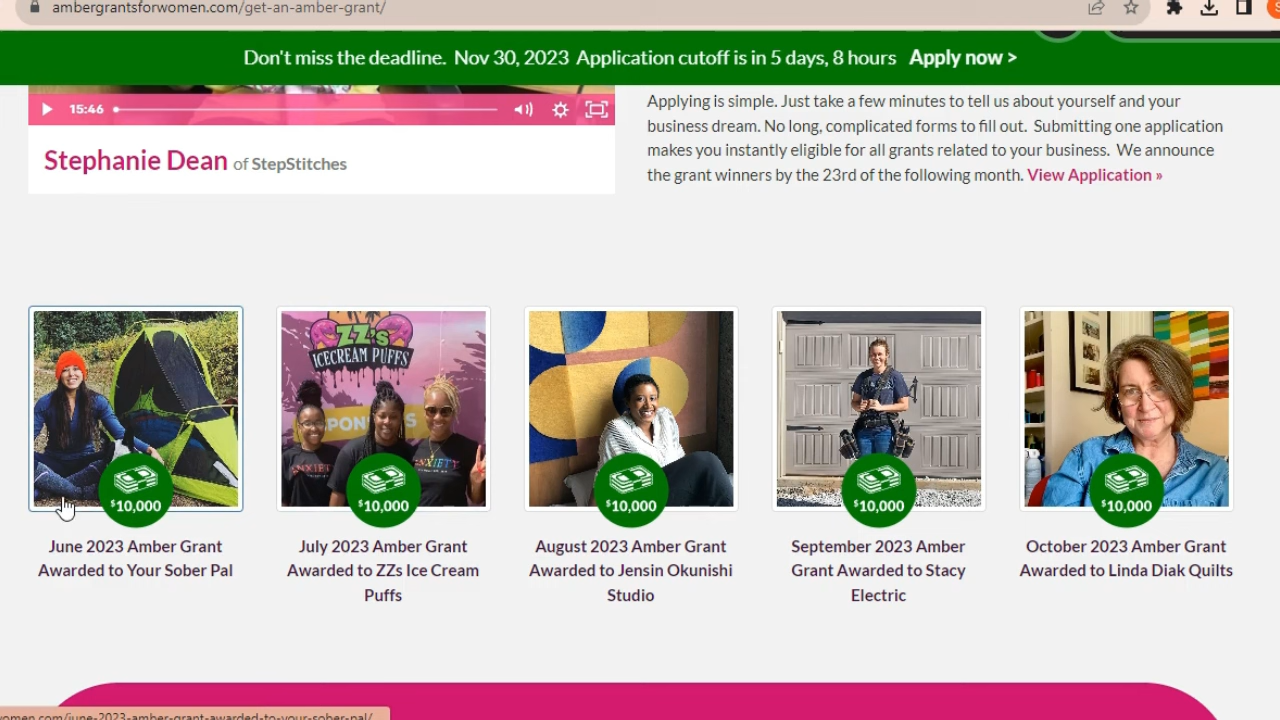 ambergrantsforwomen.com/get-an-amber-grant/
Don't miss the deadline. Nov 30, 2023 Application cutoff is in 5 days, 8 hours Apply now >
15:46
Stephanie Dean of StepStitches
Applying is simple. Just take a few minutes to tell us about yourself and your
business dream. No long, complicated forms to fill out. Submitting one application
makes you instantly eligible for all grants related to your business. We announce
the grant winners by the 23rd of the following month. View Application »
ZZ's
ICECREAM PUFFS
$10,000
$10,000
$10,000
$10,000
$10,000
June 2023 Amber Grant
Awarded to Your Sober Pal
July 2023 Amber Grant
Awarded to ZZs Ice Cream
Puffs
August 2023 Amber Grant
Awarded to Jensin Okunishi
Studio
September 2023 Amber
Grant Awarded to Stacy
Electric
October 2023 Amber Grant
Awarded to Linda Diak Quilts
women.com/june-2023-amber-grant-awarded-to-your-sober-pal/